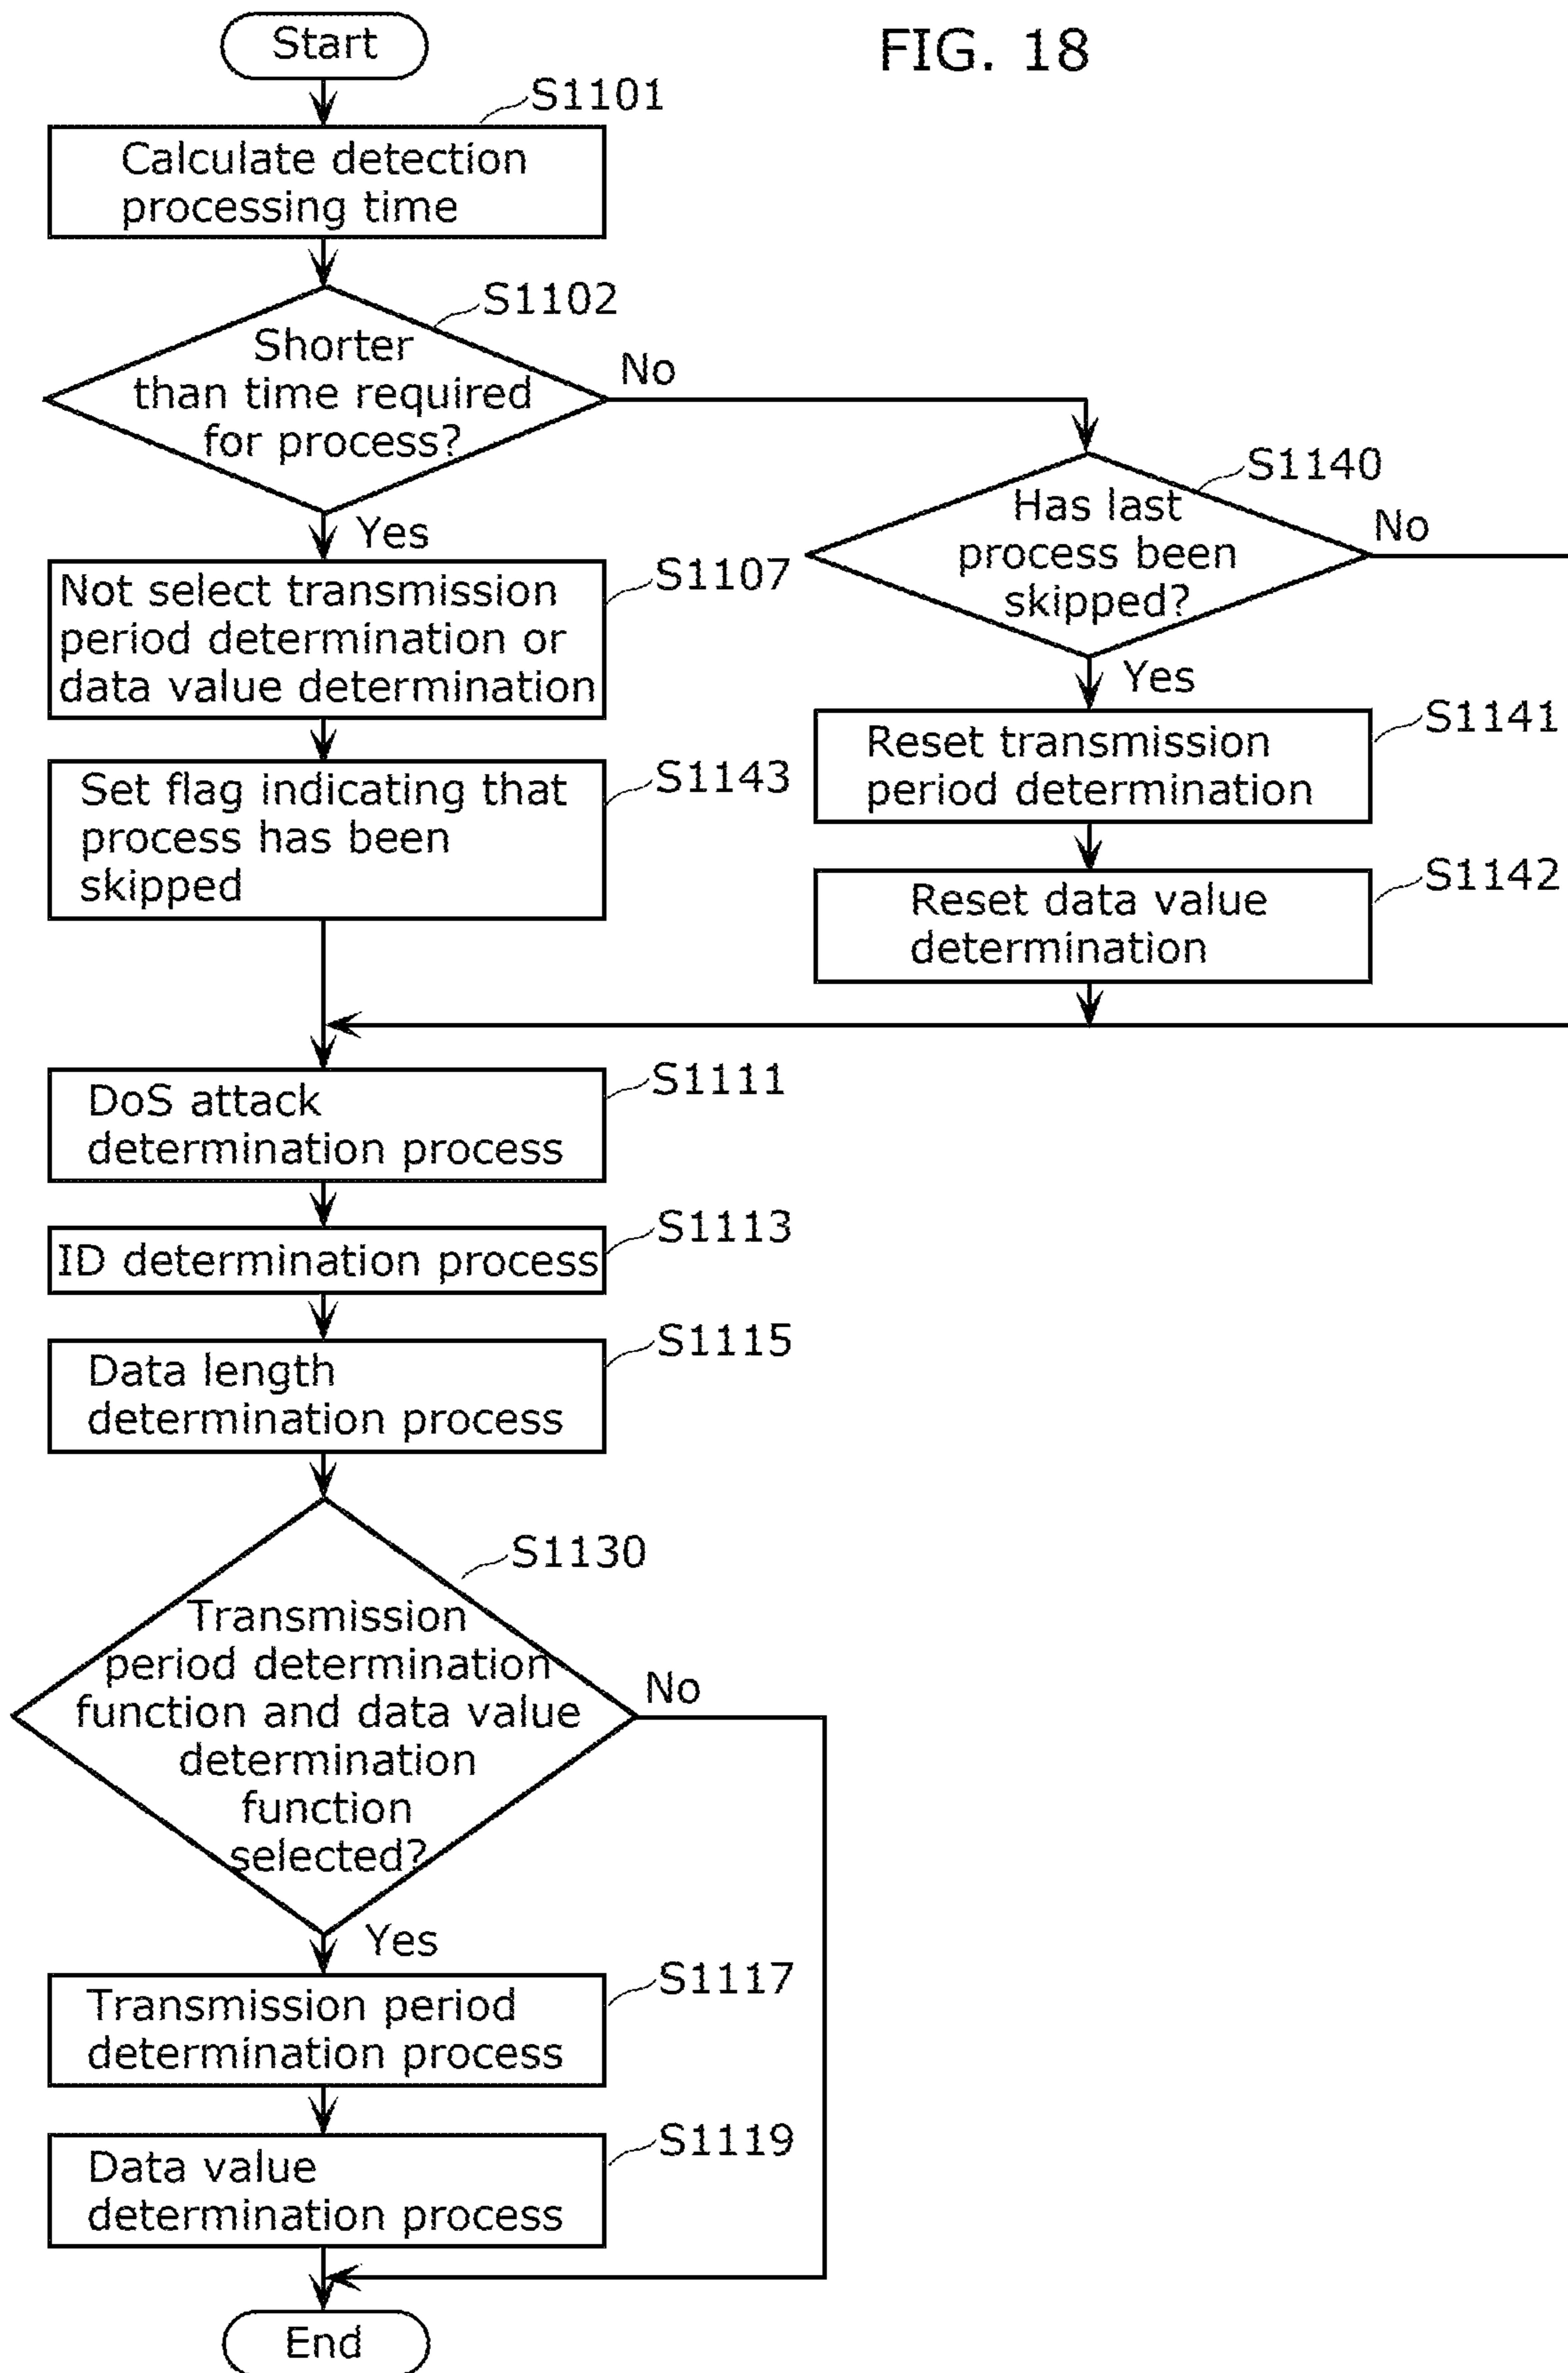 FIG. 18
Start
S1101
Calculate detection
processing time
S1102
Shorter
than time required
for process?
No
Yes
S1107
Not select transmission
period determination or
data value determination
S1143
Set flag indicating that
process has been
skipped
S1140
Has last
process been
skipped?
No
Yes
S1141
Reset transmission
period determination
S1142
Reset data value
determination
S1111
DoS attack
determination process
S1113
ID determination process
S1115
Data length
determination process
S1130
Transmission
period determination
function and data value
determination
function
selected?
No
Yes
S1117
Transmission period
determination process
S1119
Data value
determination process
End